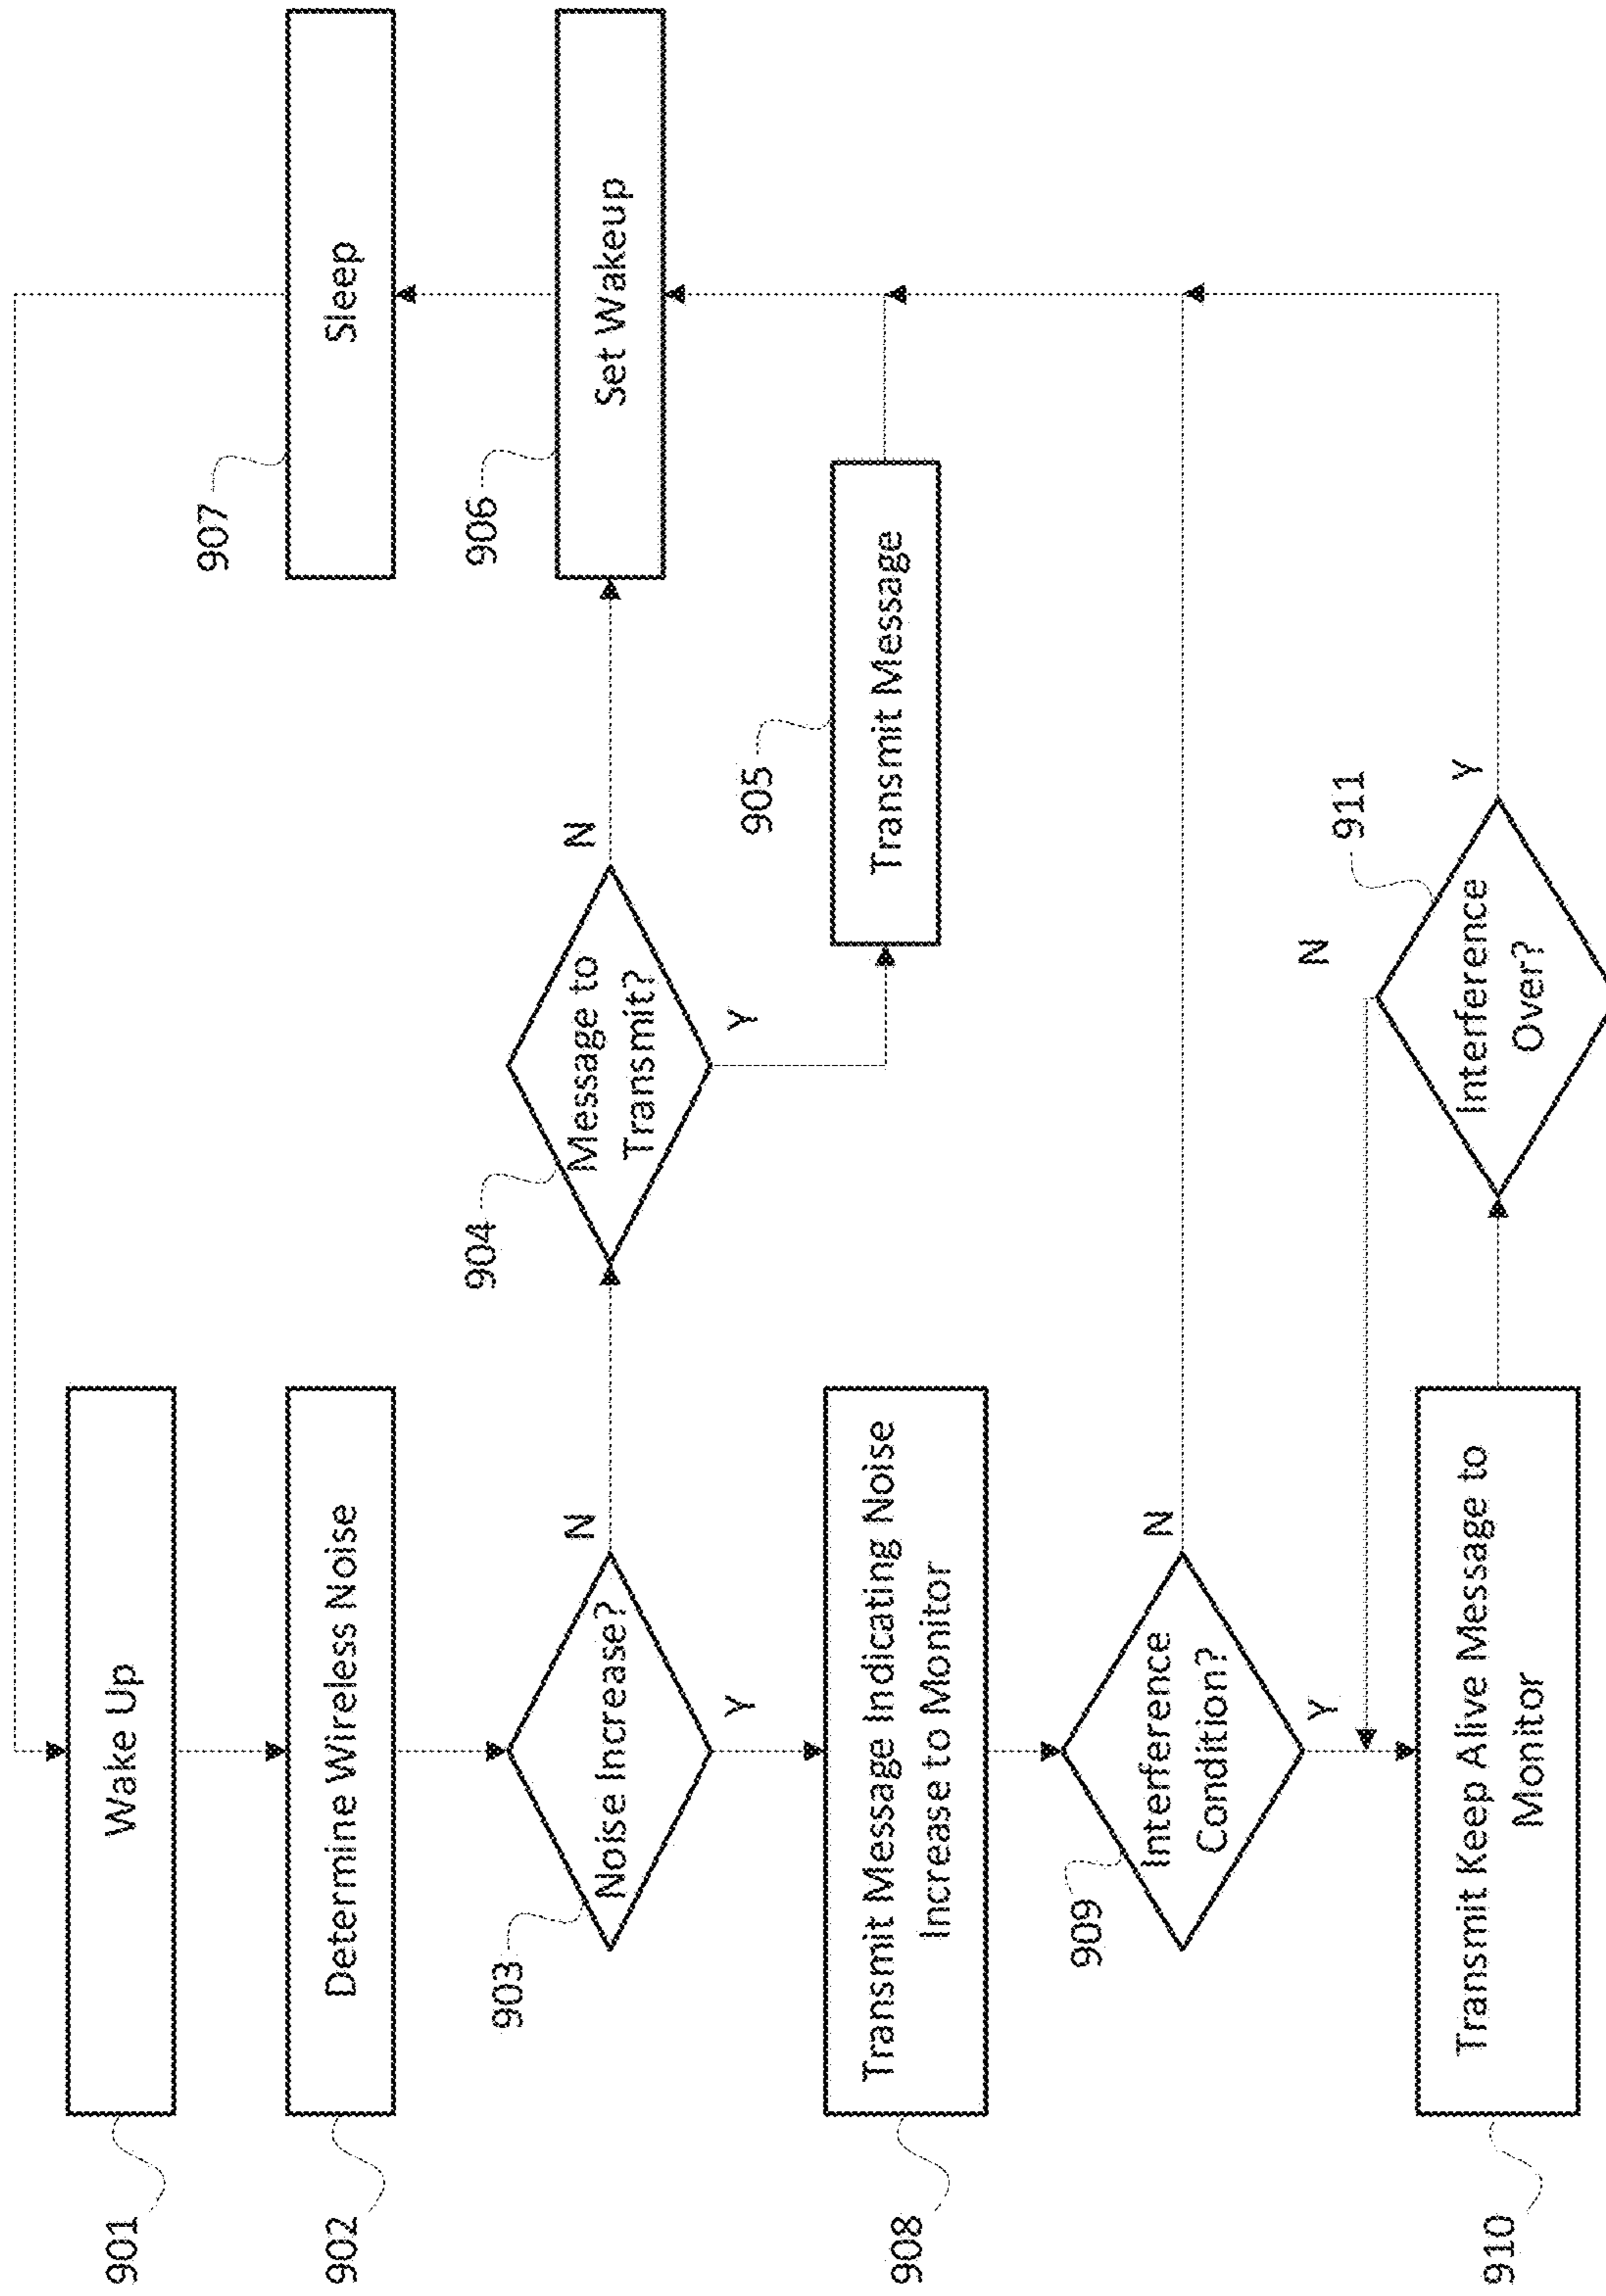 901
Wake Up
902
Determine Wireless Noise
903
Noise Increase?
N
Y
904
Message to
Transmit?
N
Y
905
Transmit Message
906
Set Wakeup
907
Sleep
908
Transmit Message Indicating Noise
Increase to Monitor
909
Interference
Condition?
N
Y
910
Transmit Keep Alive Message to
Monitor
911
Interference
Over?
N
Y